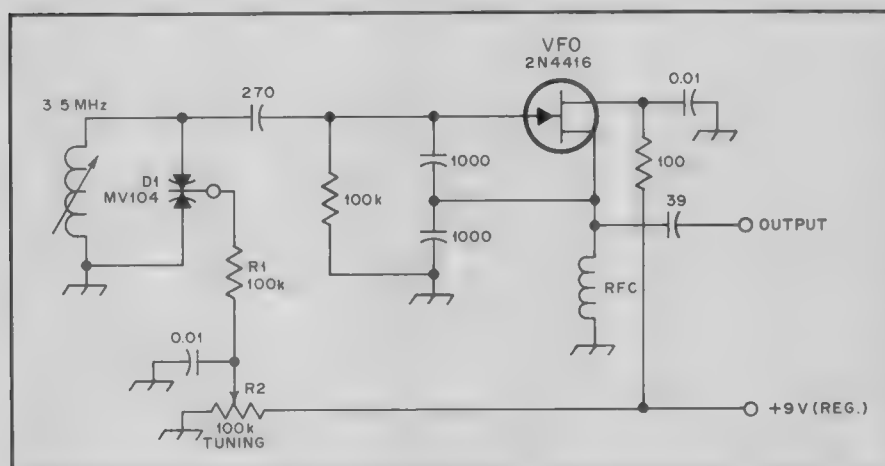 VFO
2N4416
0.01
270
3.5 MHz
D1
MV104
1000
100k
1000
100
39
OUTPUT
R1
100k
RFC
0.01
R2
100k
TUNING
+9V (REG.)